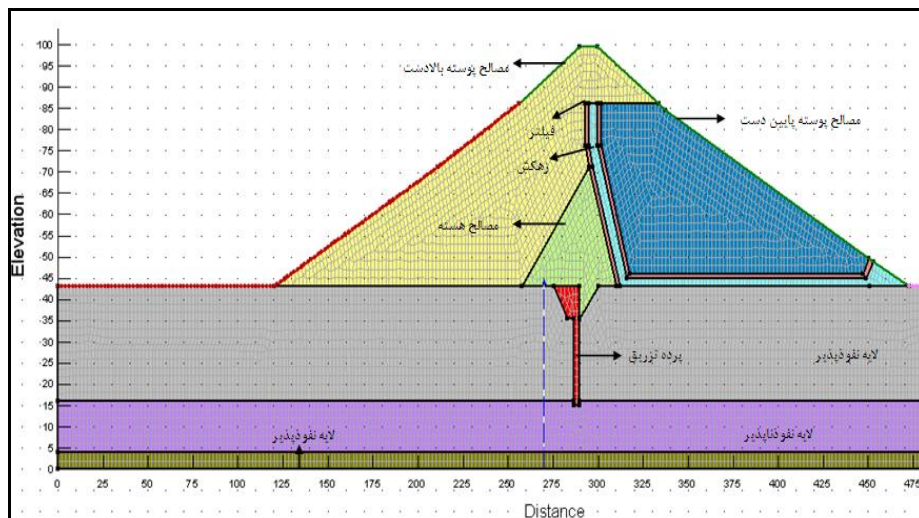 100
95
90
85
80
75
70
65
60
55
50
45
40
35
30
25
20
15
10
5
0
Elevation
مصالح پوسته بالادست
فیلتر
زهکش
مصالح پوسته پایین دست
مصالح هسته
پرده تزریق
لایه نفوذپذیر
لایه نفوذپذیر
لایه نفوذناپذیر
0 25 50 75 100 125 150 175 200 225 250 275 300 325 350 375 400 425 450 475
Distance